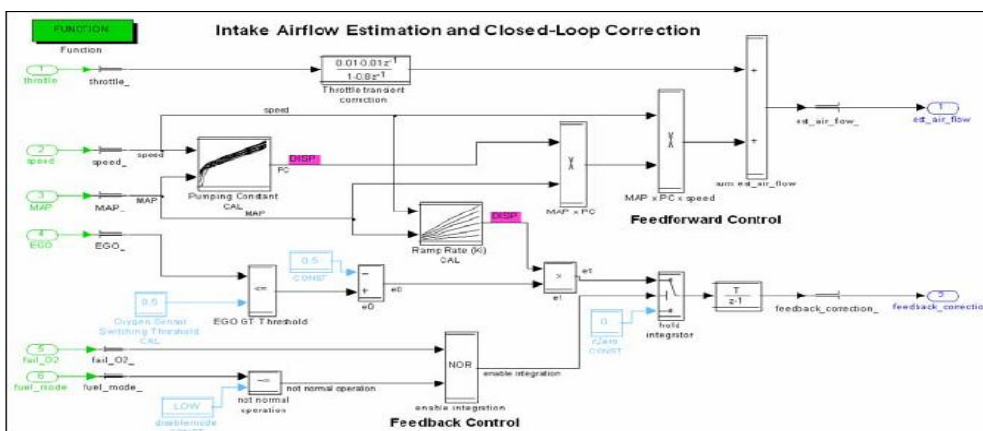 FUNCTION
Function
Intake Airflow Estimation and Closed-Loop Correction
1
throttle
throttle_
0.01-0.01z-1
1-0.8z-1
Throttle transient
correction
speed
2
speed
speed_
speed
Pumping Constant
CAL
DISP
PC
3
MAP
MAP_
MAP
MAP
MAP x PC
MAP x PC x speed
sum est_air_flow
est_air_flow_
1
est_air_flow
Feedforward Control
4
EGO
EGO_
Ramp Rate (Ki)
CAL
DISP
0.5
CONST
e0
e0
x
e1
e1
0.5
Oxygen Sensor
Switching Threshold
CAL
<=
EGO GT Threshold
0
CONST
hold
integrator
T
z-1
feedback_correction_
feedback_correction
5
fail_O2
fail_O2_
6
fuel_mode
fuel_mode_
LOW
not normal
operation
not normal operation
NOR
enable integration
enable integration
Feedback Control